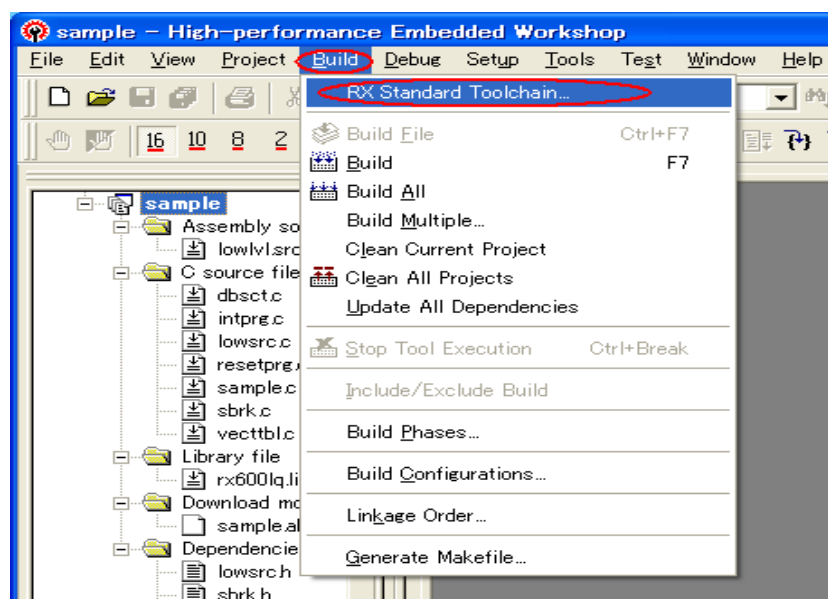 sample - High-performance Embedded Workshop
File Edit View Project Build Debug Setup Tools Test Window Help
RX Standard Toolchain...
16 10 8 2
Build File Ctrl+F7
Build F7
Build All
Build Multiple...
Clean Current Project
Clean All Projects
Update All Dependencies
Stop Tool Execution Ctrl+Break
Include/Exclude Build
Build Phases...
Build Configurations...
Linkage Order...
Generate Makefile...
sample
Assembly so
lowlvl.src
C source file
dbsct.c
intprg.c
lowsrc.c
resetprg.
sample.c
sbrk.c
vecttbl.c
Library file
rx600lq.li
Download mo
sample.a
Dependencie
lowsrc.h
sbrk.h